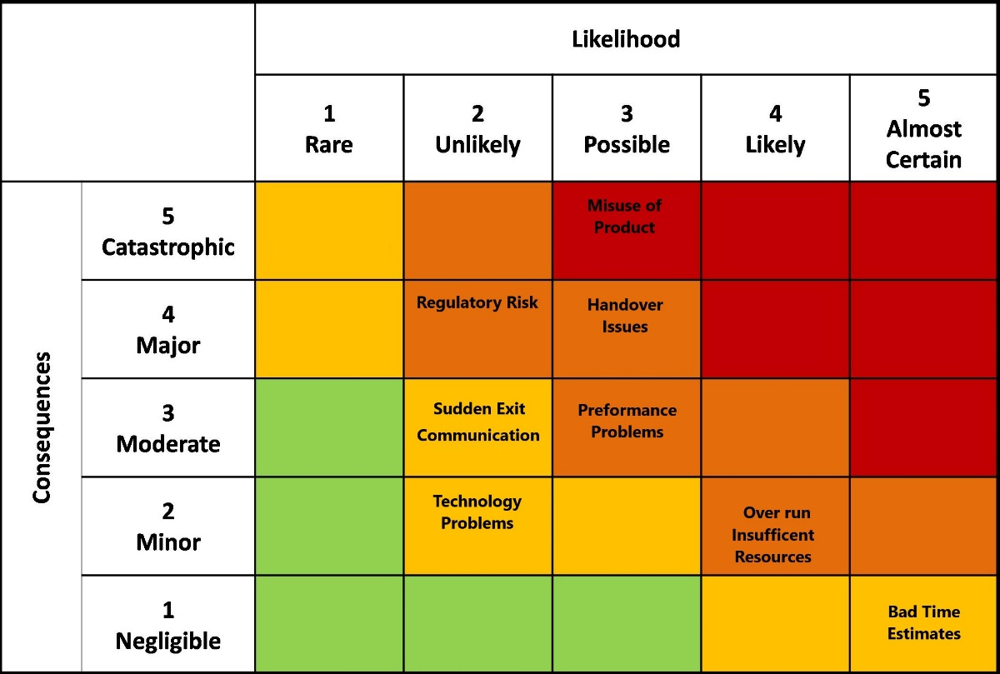 Likelihood
1
Rare
2
Unlikely
3
Possible
4
Likely
5
Almost
Certain
Consequences
5
Catastrophic
Misuse of
Product
4
Major
Regulatory Risk
Handover
Issues
3
Moderate
Sudden Exit
Communication
Preformance
Problems
2
Minor
Technology
Problems
Over run
Insufficent
Resources
1
Negligible
Bad Time
Estimates